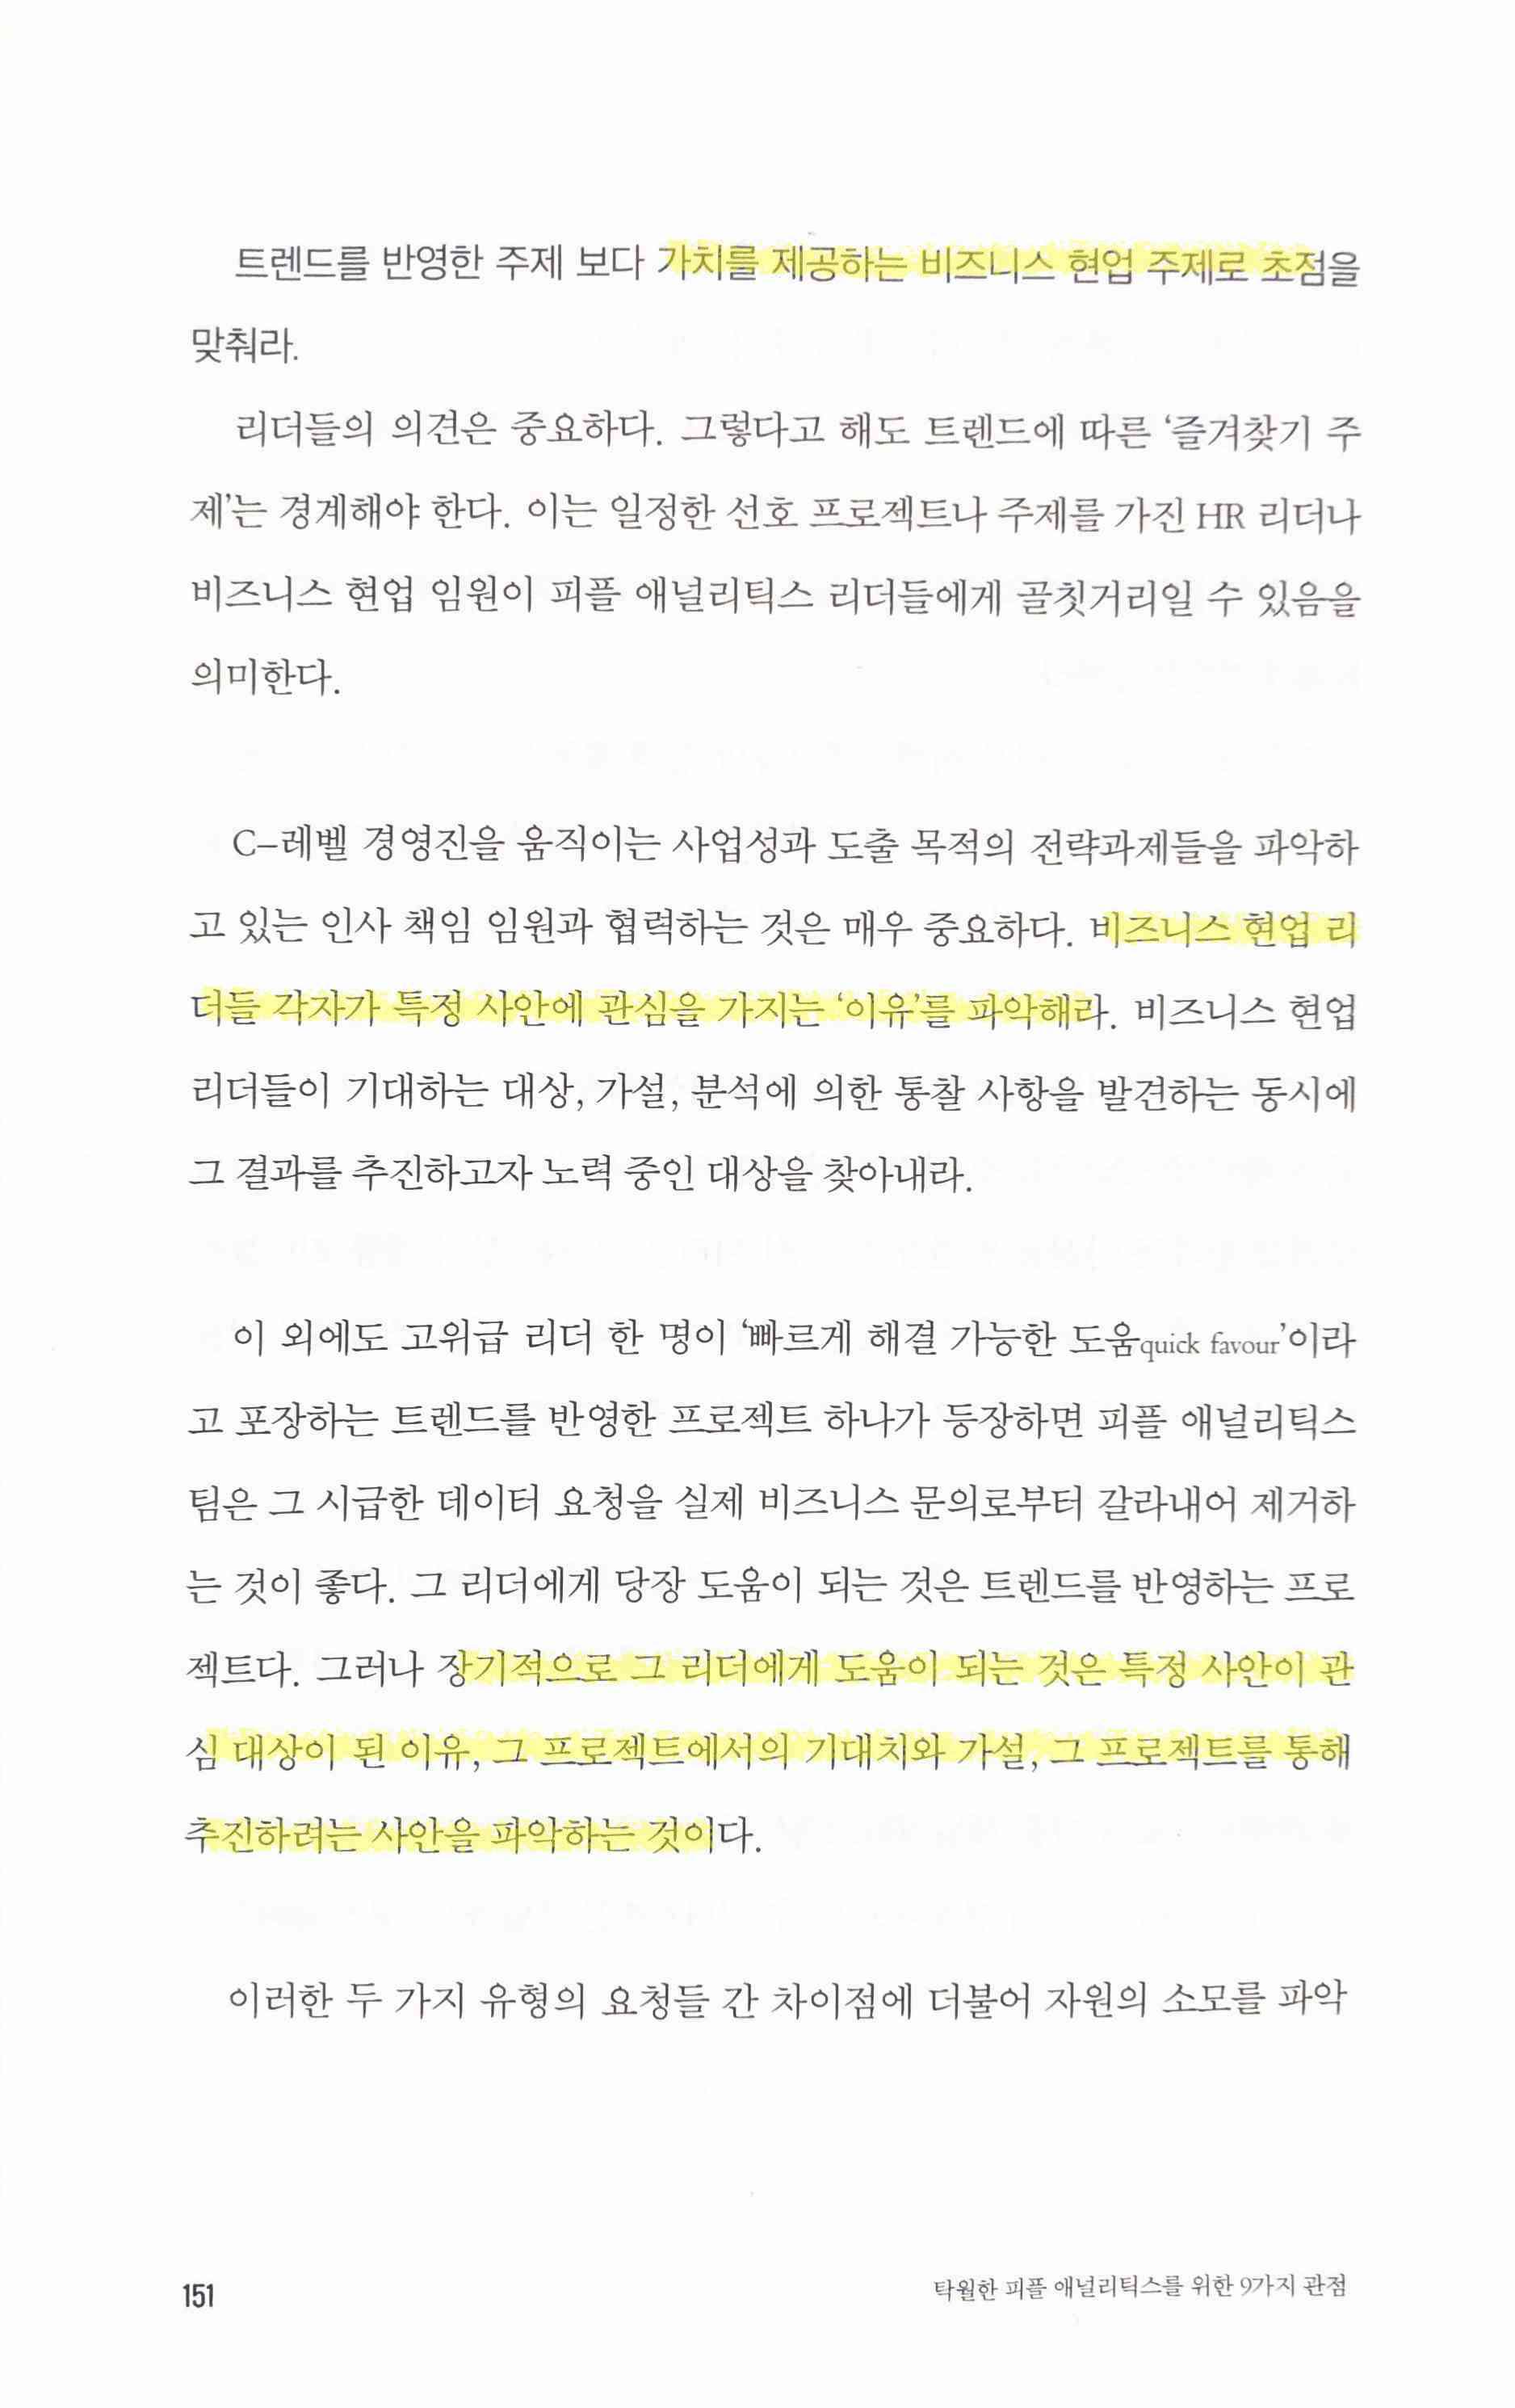 트렌드를 반영한 주제 보다 가치를 제공하는 비즈니스 현업 주제로 초점을
맞춰라.
리더들의 의견은 중요하다. 그렇다고 해도 트렌드에 따른 ‘즐겨찾기 주
제’는 경계해야 한다. 이는 일정한 선호 프로젝트나 주제를 가진 HR 리더나
비즈니스 현업 임원이 피플 애널리틱스 리더들에게 골칫거리일 수 있음을
의미한다.
C-레벨 경영진을 움직이는 사업성과 도출 목적의 전략과제들을 파악하
고 있는 인사 책임 임원과 협력하는 것은 매우 중요하다. 비즈니스 현업 리
더들 각자가 특정 사안에 관심을 가지는 ‘이유’를 파악해라. 비즈니스 현업
리더들이 기대하는 대상, 가설, 분석에 의한 통찰 사항을 발견하는 동시에
그 결과를 추진하고자 노력 중인 대상을 찾아내라.
이 외에도 고위급 리더 한 명이 ‘빠르게 해결 가능한 도움quick favour’이라
고 포장하는 트렌드를 반영한 프로젝트 하나가 등장하면 피플 애널리틱스
팀은 그 시급한 데이터 요청을 실제 비즈니스 문의로부터 갈라내어 제거하
는 것이 좋다. 그 리더에게 당장 도움이 되는 것은 트렌드를 반영하는 프로
젝트다. 그러나 장기적으로 그 리더에게 도움이 되는 것은 특정 사안이 관
심 대상이 된 이유, 그 프로젝트에서의 기대치와 가설, 그 프로젝트를 통해
추진하려는 사안을 파악하는 것이다.
이러한 두 가지 유형의 요청들 간 차이점에 더불어 자원의 소모를 파악
151
탁월한 피플 애널리틱스를 위한 9가지 관점